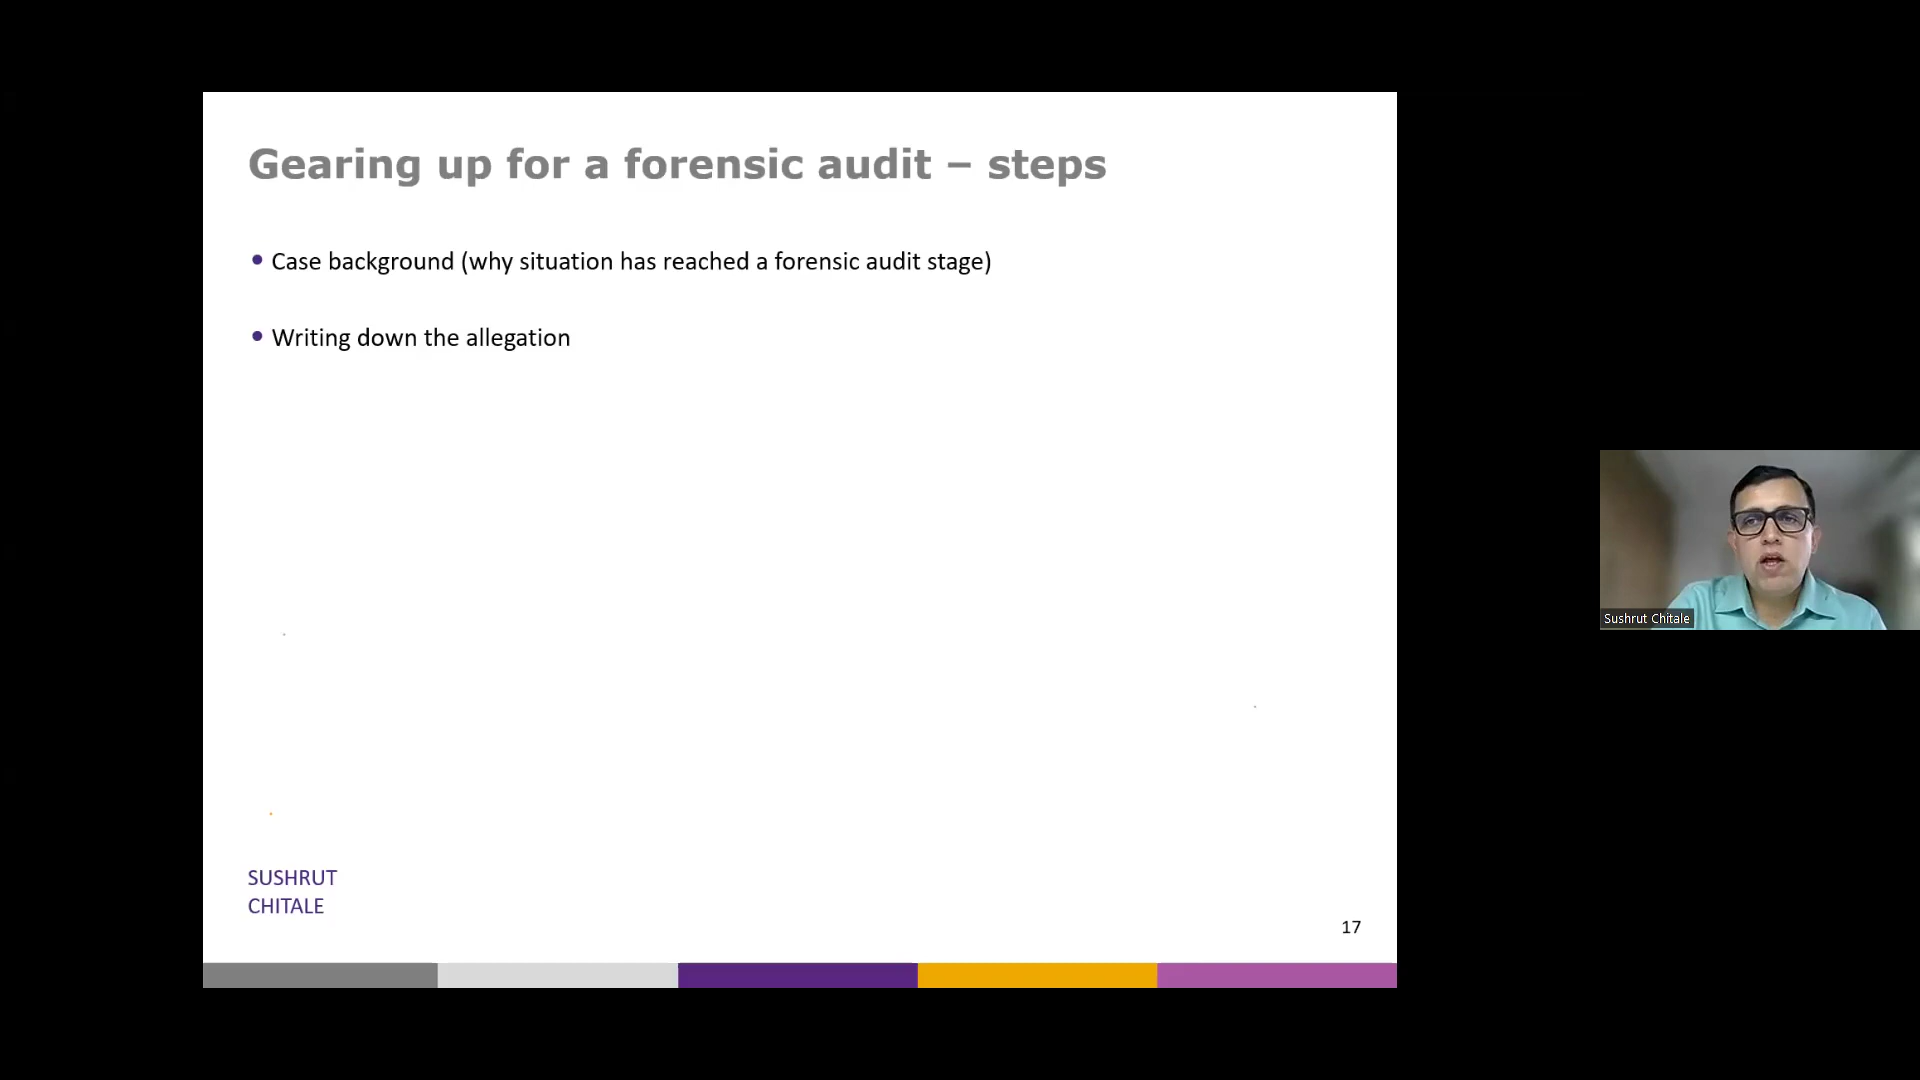 Gearing up for a forensic audit – steps
• Case background (why situation has reached a forensic audit stage)
• Writing down the allegation
Sushrut Chitale
SUSHRUT
CHITALE
17